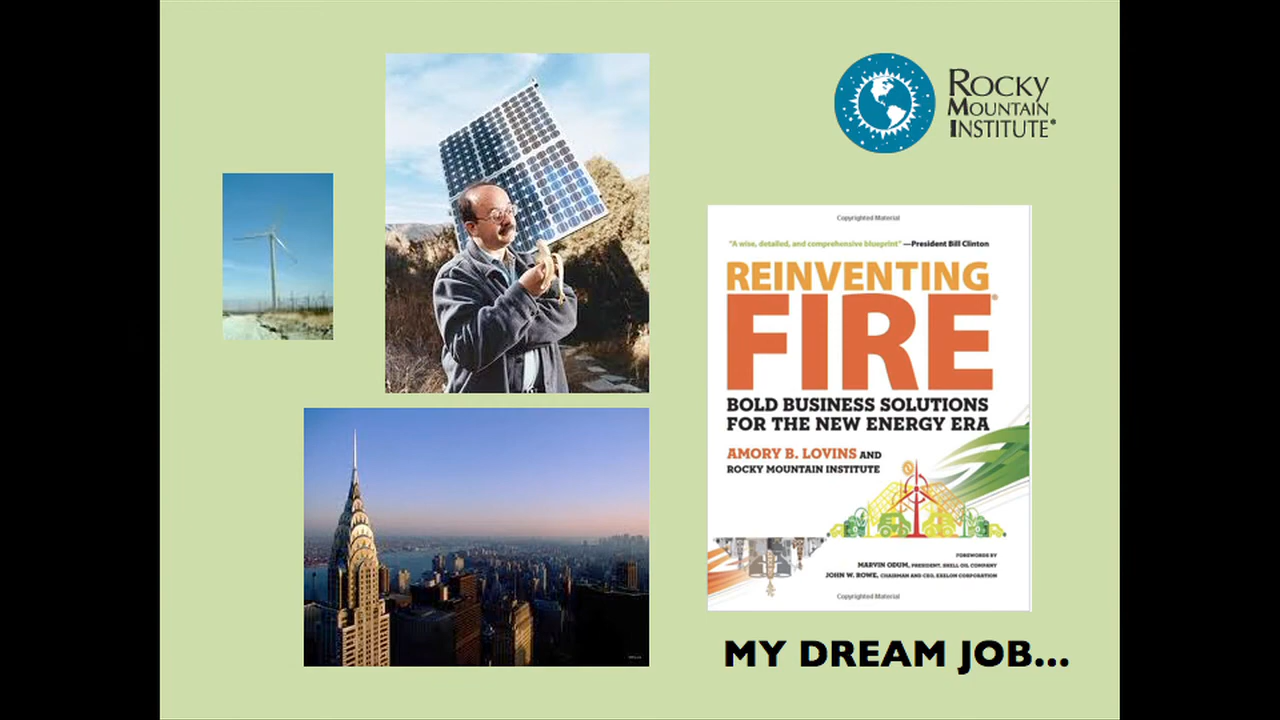 ROCKY
MOUNTAIN
INSTITUTE®
Copyrighted Material
"A wise, detailed, and comprehensive blueprint" —President Bill Clinton
REINVENTING
FIRE®
BOLD BUSINESS SOLUTIONS
FOR THE NEW ENERGY ERA
AMORY B. LOVINS AND
ROCKY MOUNTAIN INSTITUTE
FOREWORDS BY
MARVIN ODUM, PRESIDENT, SHELL OIL COMPANY
JOHN W. ROWE, CHAIRMAN AND CEO, EXELON CORPORATION
Copyrighted Material
MY DREAM JOB...